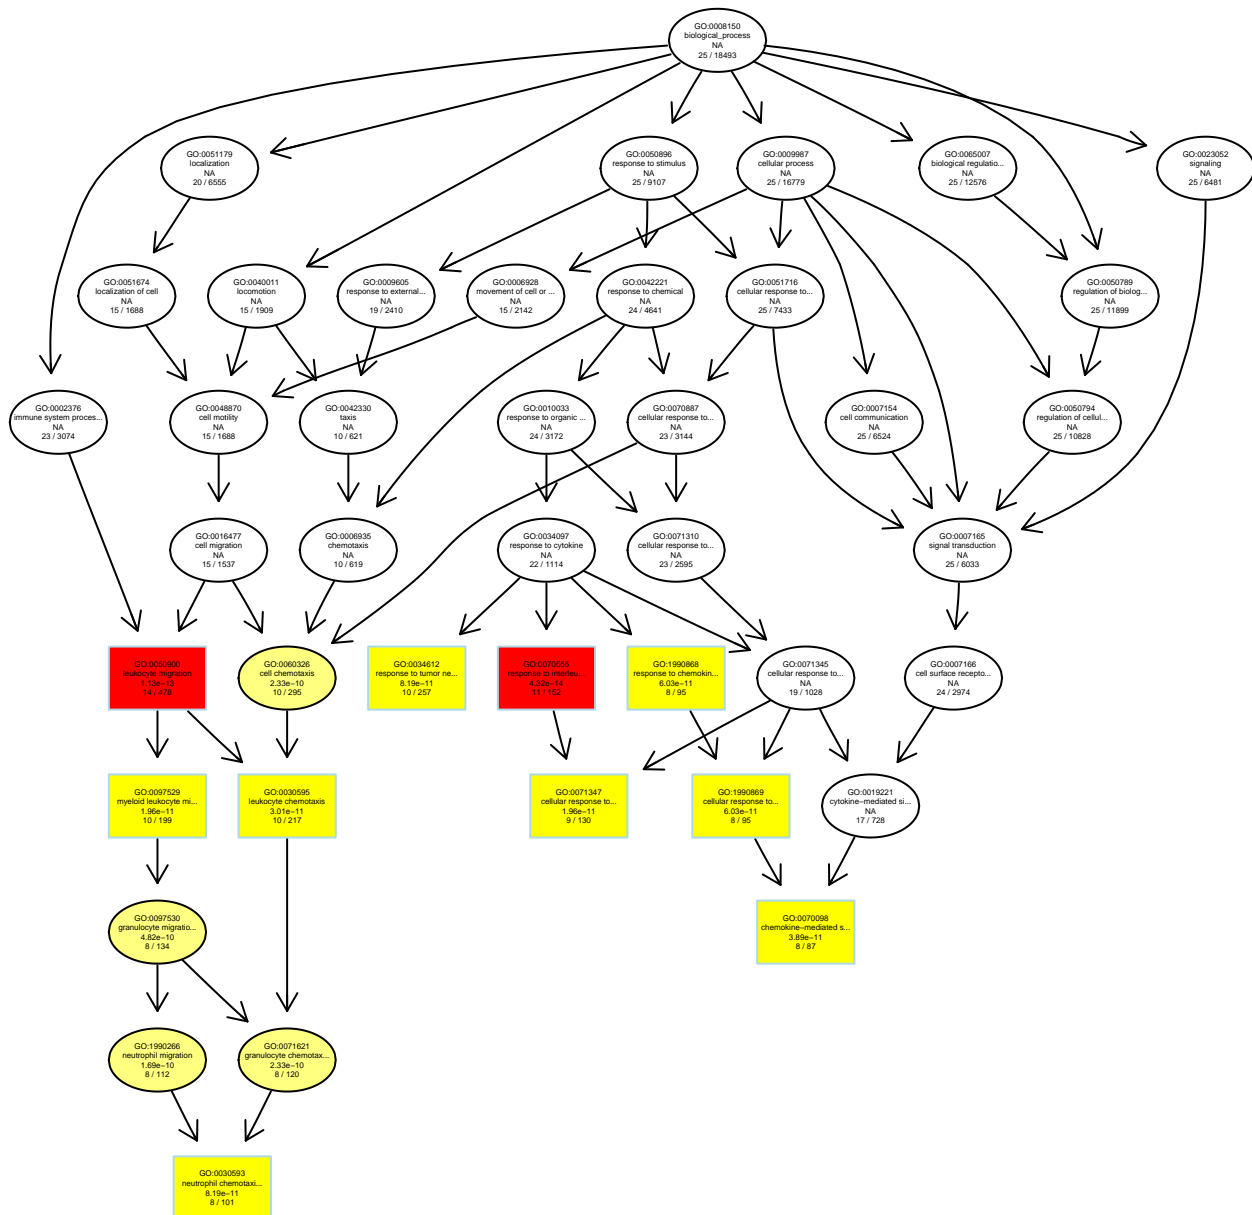 GO:0008150
biological_process
NA
25 / 18493
GO:0051179
localization
NA
20 / 6555
GO:0050896
response to stimulus
NA
25 / 9107
GO:0009987
cellular process
NA
25 / 16779
GO:0065007
biological regulatio...
NA
25 / 12576
GO:0023052
signaling
NA
25 / 6481
GO:0051674
localization of cell
NA
15 / 1688
GO:0040011
locomotion
NA
15 / 1909
GO:0009605
response to external...
NA
19 / 2410
GO:0006928
movement of cell or ...
NA
15 / 2142
GO:0042221
response to chemical
NA
24 / 4641
GO:0051716
cellular response to...
NA
25 / 7433
GO:0050789
regulation of biolog...
NA
25 / 11899
GO:0002376
immune system proces...
NA
23 / 3074
GO:0048870
cell motility
NA
15 / 1688
GO:0042330
taxis
NA
10 / 621
GO:0010033
response to organic ...
NA
24 / 3172
GO:0070887
cellular response to...
NA
23 / 3144
GO:0007154
cell communication
NA
25 / 6524
GO:0050794
regulation of cellul...
NA
25 / 10828
GO:0016477
cell migration
NA
15 / 1537
GO:0006935
chemotaxis
NA
10 / 619
GO:0034097
response to cytokine
NA
22 / 1114
GO:0071310
cellular response to...
NA
23 / 2595
GO:0007165
signal transduction
NA
25 / 6033
GO:0050900
leukocyte migration
1.13e−13
14 / 478
GO:0060326
cell chemotaxis
2.33e−10
10 / 295
GO:0034612
response to tumor ne...
8.19e−11
10 / 257
GO:0070555
response to interleu...
4.32e−14
11 / 152
GO:1990868
response to chemokin...
6.03e−11
8 / 95
GO:0071345
cellular response to...
NA
19 / 1028
GO:0007166
cell surface recepto...
NA
24 / 2974
GO:0097529
myeloid leukocyte mi...
1.96e−11
10 / 199
GO:0030595
leukocyte chemotaxis
3.01e−11
10 / 217
GO:0071347
cellular response to...
1.96e−11
9 / 130
GO:1990869
cellular response to...
6.03e−11
8 / 95
GO:0019221
cytokine−mediated si...
NA
17 / 728
GO:0097530
granulocyte migratio...
4.82e−10
8 / 134
GO:0070098
chemokine−mediated s...
3.89e−11
8 / 87
GO:1990266
neutrophil migration
1.69e−10
8 / 112
GO:0071621
granulocyte chemotax...
2.33e−10
8 / 120
GO:0030593
neutrophil chemotaxi...
8.19e−11
8 / 101